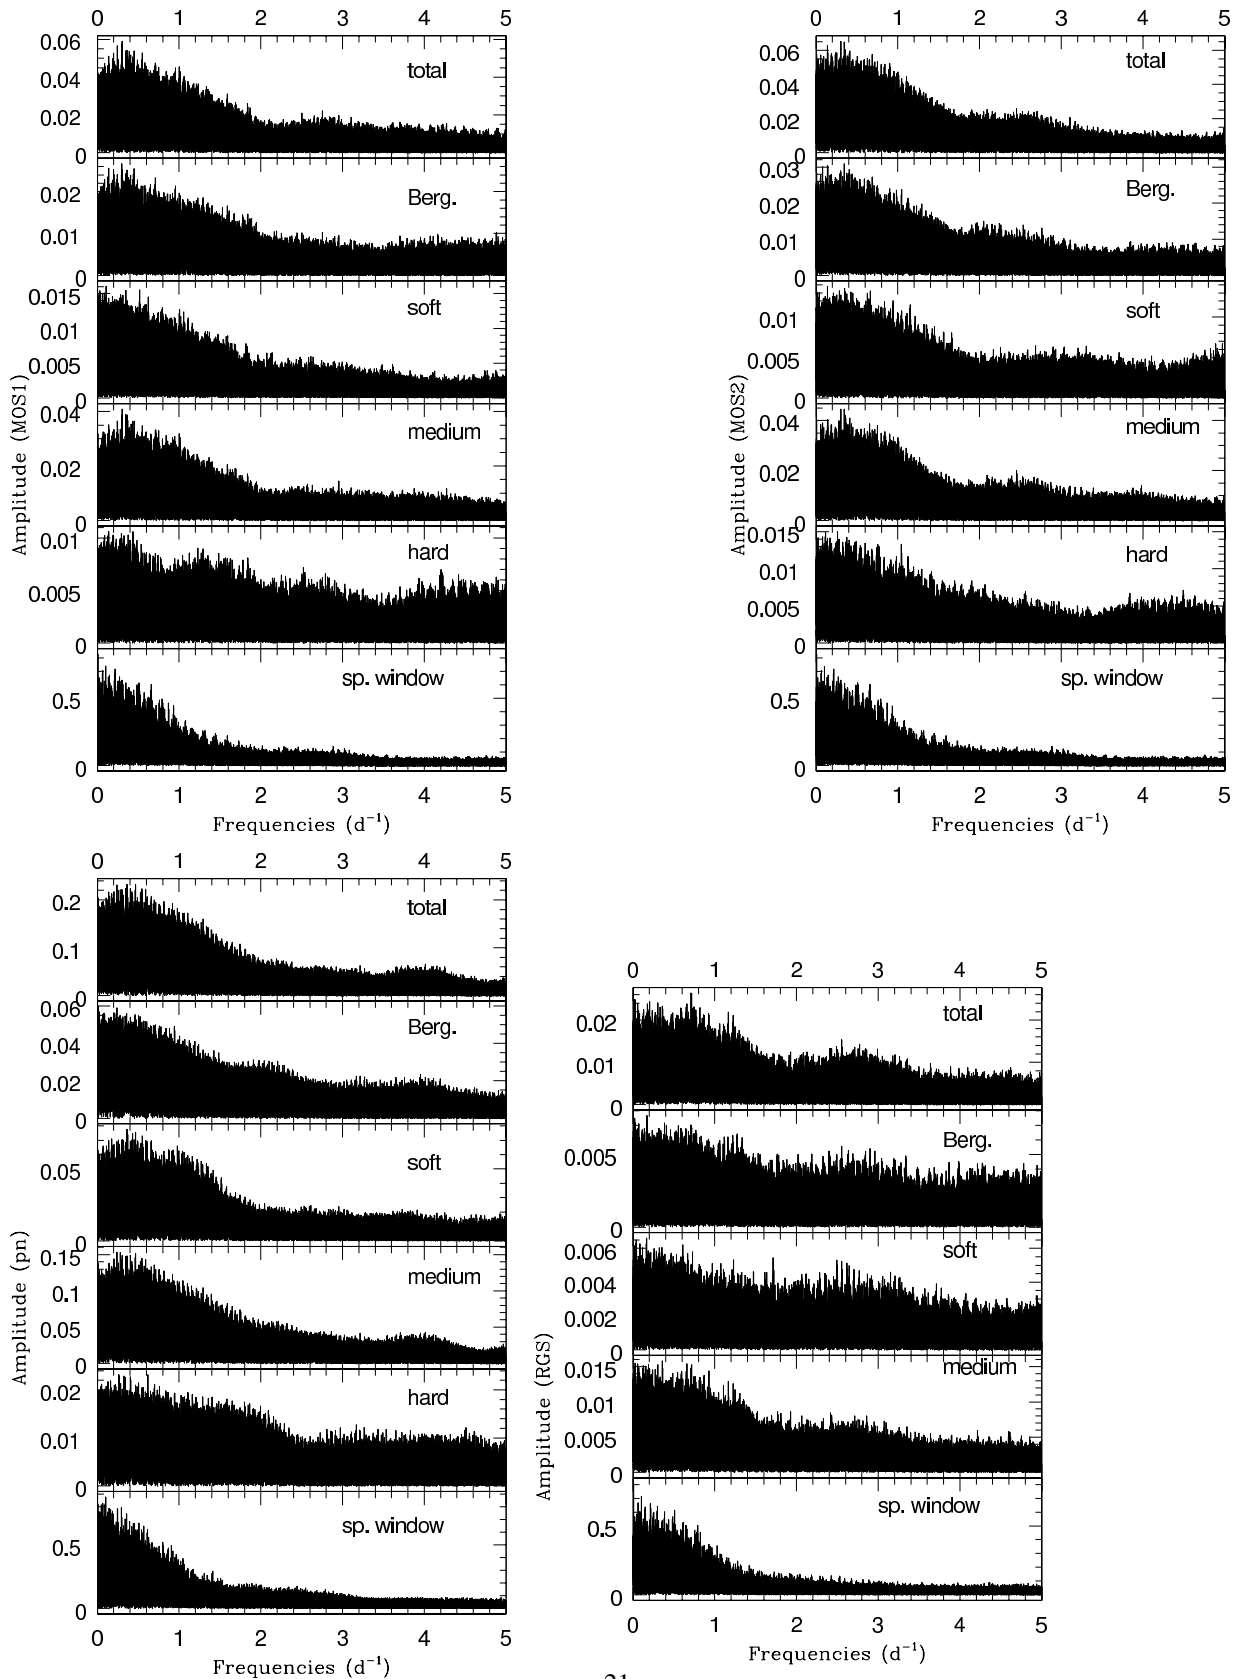 0 1 2 3 4 5
0.06
0.04
0.02
0
total
0.02
0.01
0
Berg.
0.015
0.01
0.005
0
soft
0.04
0.02
0
medium
0.01
0.005
0
hard
0.5
0
sp. window
0 1 2 3 4 5
Frequencies (d⁻¹)
Amplitude (MOS1)
0 1 2 3 4 5
0.06
0.04
0.02
0
total
0.03
0.02
0.01
0
Berg.
0.01
0.005
0
soft
0.04
0.02
0
medium
0.015
0.01
0.005
0
hard
0.5
0
sp. window
0 1 2 3 4 5
Frequencies (d⁻¹)
Amplitude (MOS2)
0 1 2 3 4 5
0.2
0.1
0
total
0.06
0.04
0.02
0
Berg.
0.05
0
soft
0.15
0.1
0.05
0
medium
0.02
0.01
0
hard
0.5
0
sp. window
0 1 2 3 4 5
Frequencies (d⁻¹)
Amplitude (pn)
0 1 2 3 4 5
0.02
0.01
0
total
0.005
0
Berg.
0.006
0.004
0.002
0
soft
0.015
0.01
0.005
0
medium
0.5
0
sp. window
0 1 2 3 4 5
Frequencies (d⁻¹)
Amplitude (RGS)